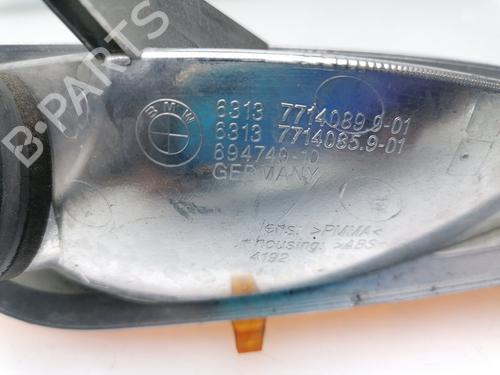 B-PARTS
BMW
6313 7714089.9-01
6313 7714085.9-01
694740-10
GERMANY
lens: >PMMA<
housing: >ABS<
4192